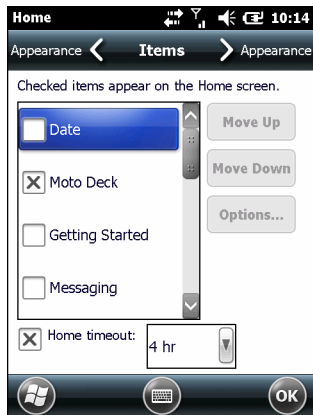 Home 10:14
Appearance Items Appearance
Checked items appear on the Home screen.
Date
Move Up
Moto Deck
Move Down
Getting Started
Options...
Messaging
Home timeout: 4 hr
OK